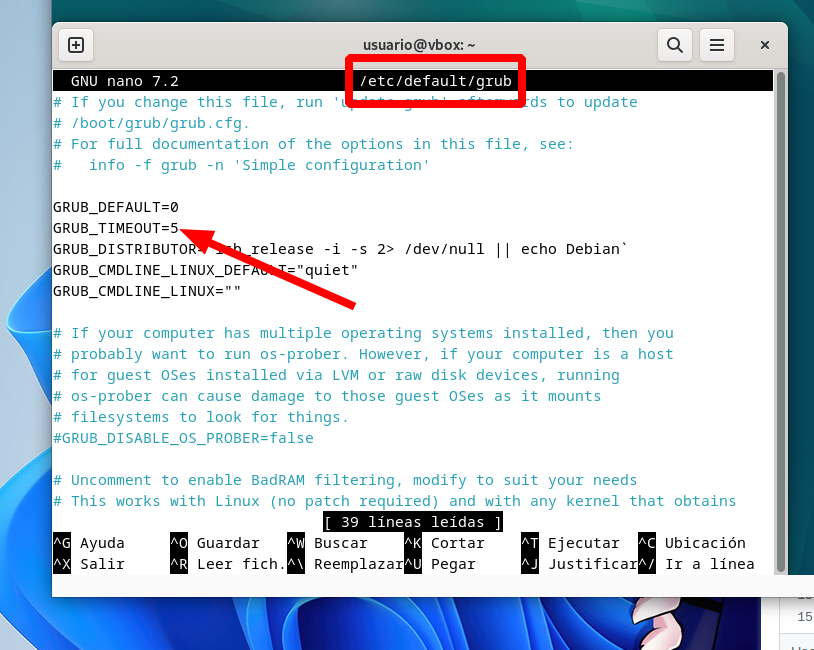 usuario@vbox: ~
GNU nano 7.2 /etc/default/grub
# If you change this file, run 'update-grub' afterwards to update
# /boot/grub/grub.cfg.
# For full documentation of the options in this file, see:
#   info -f grub -n 'Simple configuration'
GRUB_DEFAULT=0
GRUB_TIMEOUT=5
GRUB_DISTRIBUTOR=`lsb_release -i -s 2> /dev/null || echo Debian`
GRUB_CMDLINE_LINUX_DEFAULT="quiet"
GRUB_CMDLINE_LINUX=""
# If your computer has multiple operating systems installed, then you
# probably want to run os-prober. However, if your computer is a host
# for guest OSes installed via LVM or raw disk devices, running
# os-prober can cause damage to those guest OSes as it mounts
# filesystems to look for things.
#GRUB_DISABLE_OS_PROBER=false
# Uncomment to enable BadRAM filtering, modify to suit your needs
# This works with Linux (no patch required) and with any kernel that obtains
[ 39 líneas leídas ]
^G Ayuda ^O Guardar ^W Buscar ^K Cortar ^T Ejecutar ^C Ubicación
^X Salir ^R Leer fich. ^\ Reemplazar ^U Pegar ^J Justificar ^/ Ir a línea
15